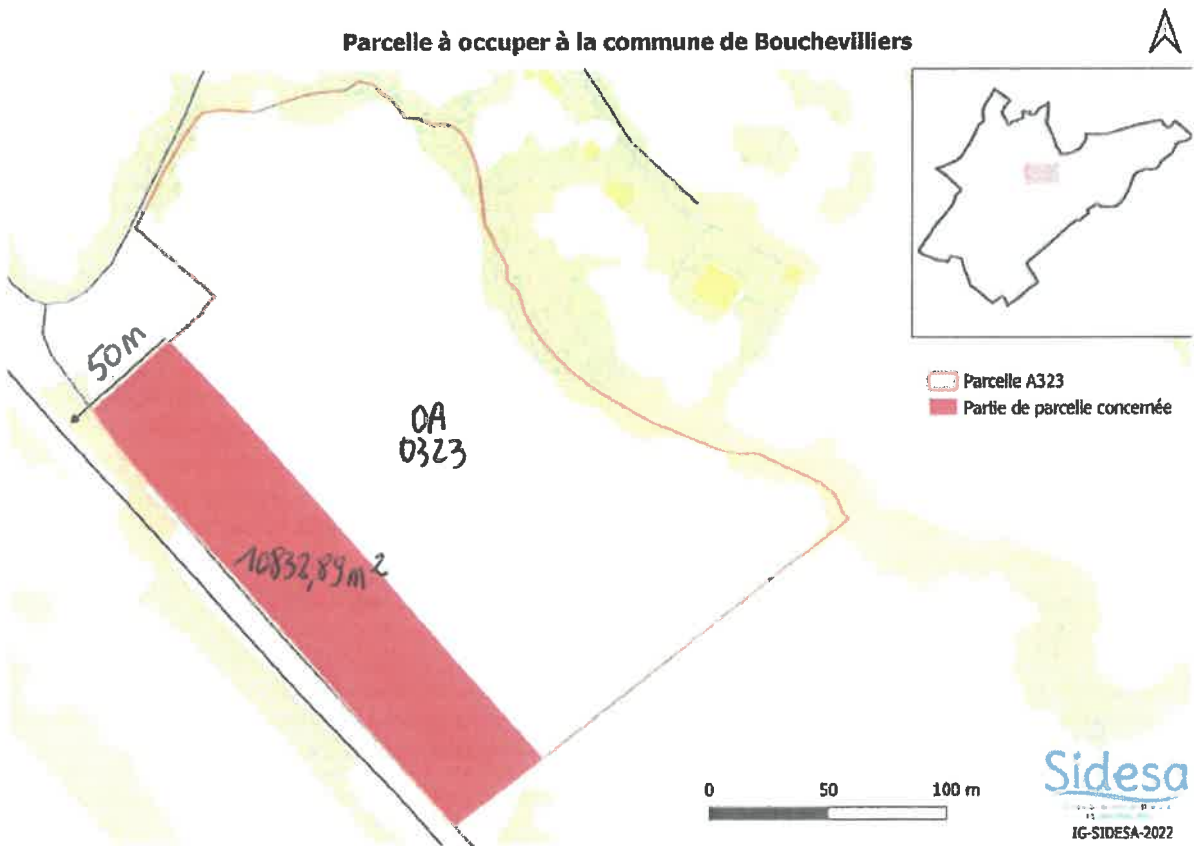 Parcelle à occuper à la commune de Bouchevilliers
50m
0A
0323
10832,89m²
Parcelle A323
Partie de parcelle concernée
0 50 100 m
Sidesa
IG-SIDESA-2022